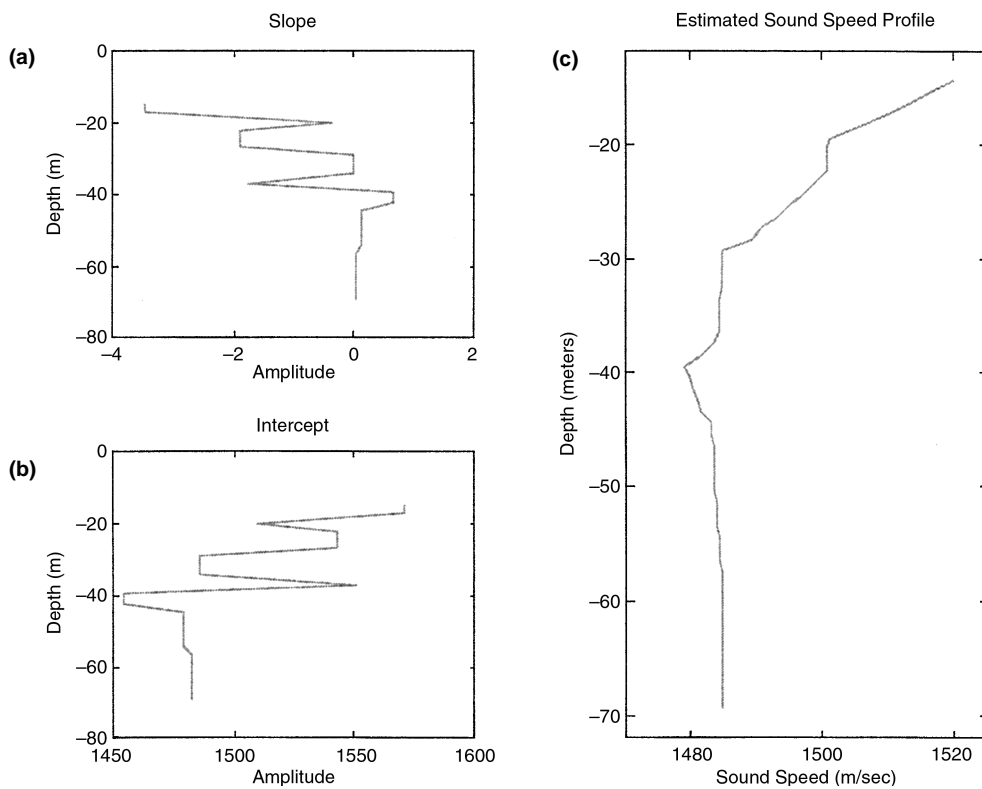 Slope
(a)
0
–20
–40
–60
–80
Depth (m)
–4
–2
0
2
Amplitude
Intercept
(b)
0
–20
–40
–60
–80
Depth (m)
1450
1500
1550
1600
Amplitude
Estimated Sound Speed Profile
(c)
–20
–30
–40
–50
–60
–70
Depth (meters)
1480
1500
1520
Sound Speed (m/sec)